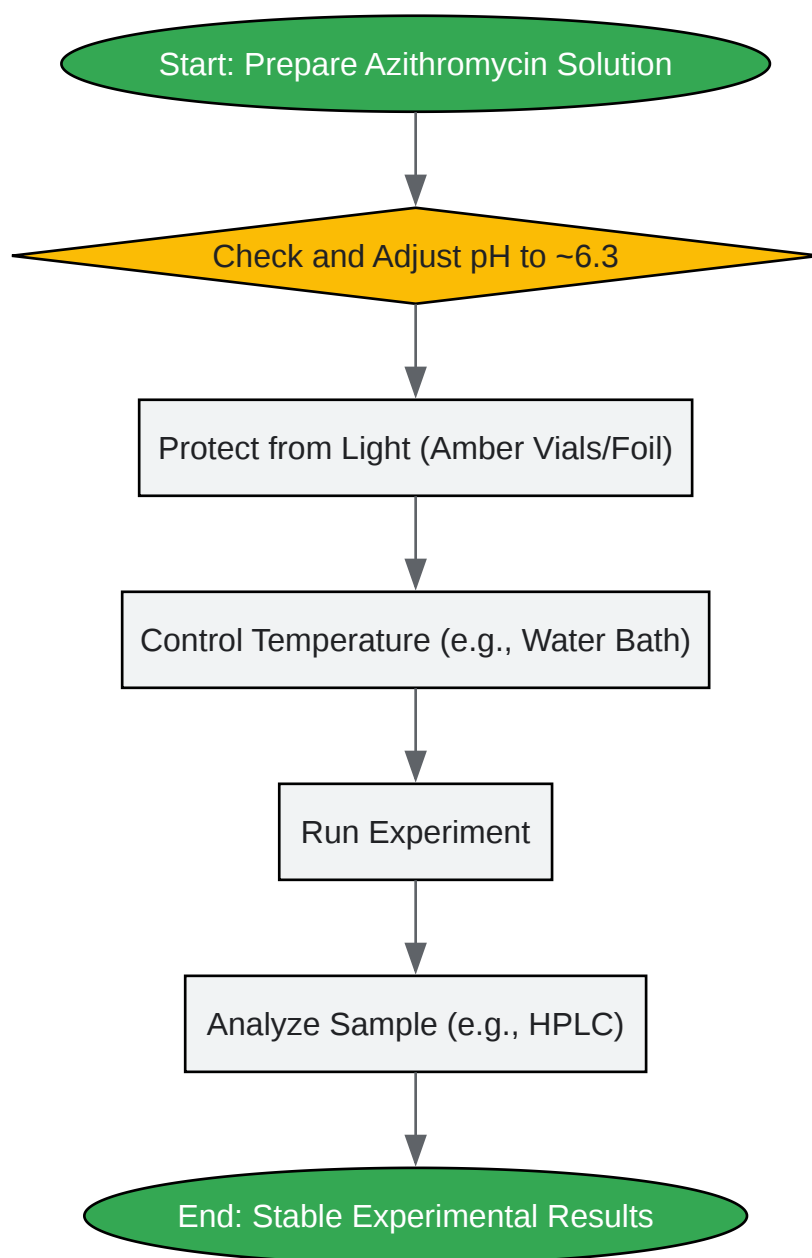 Start: Prepare Azithromycin Solution
Check and Adjust pH to ~6.3
Protect from Light (Amber Vials/Foil)
Control Temperature (e.g., Water Bath)
Run Experiment
Analyze Sample (e.g., HPLC)
End: Stable Experimental Results